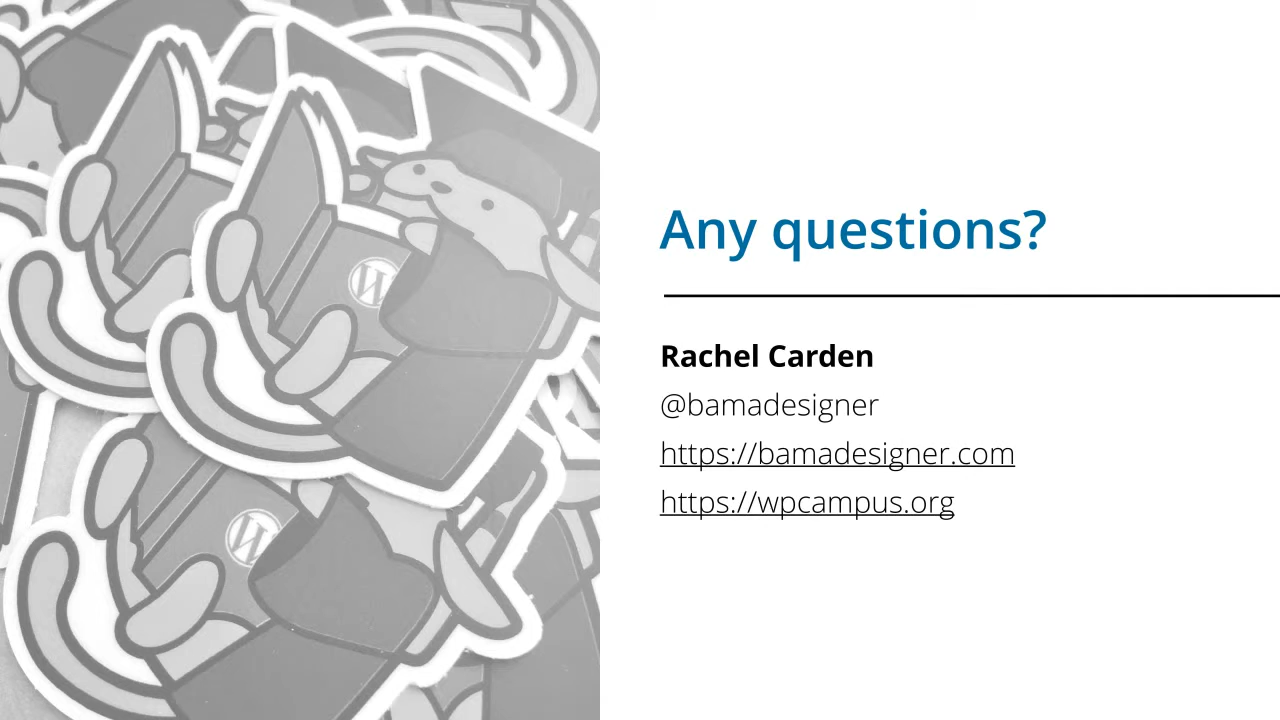 Any questions?
Rachel Carden
@bamadesigner
https://bamadesigner.com
https://wpcampus.org